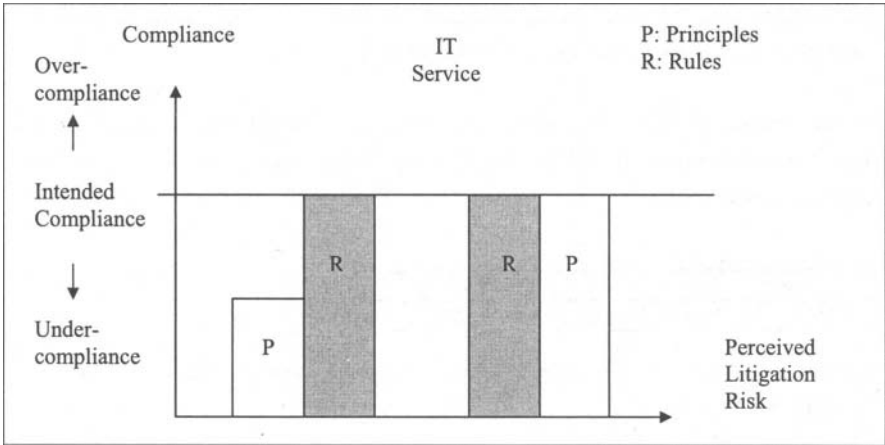 Compliance
IT
Service
P: Principles
R: Rules
Over-
compliance
Intended
Compliance
Under-
compliance
R
R
P
P
Perceived
Litigation
Risk